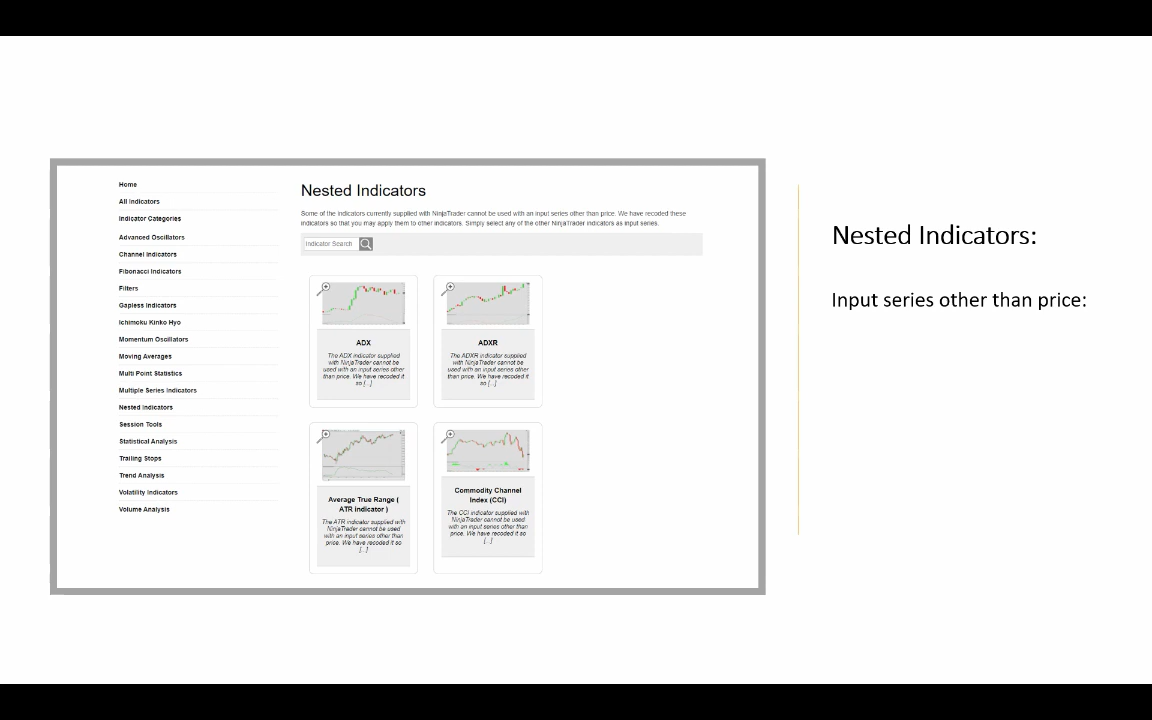 Home
All Indicators
Indicator Categories
Advanced Oscillators
Channel Indicators
Fibonacci Indicators
Filters
Gapless Indicators
Ichimoku Kinko Hyo
Momentum Oscillators
Moving Averages
Multi Point Statistics
Multiple Series Indicators
Nested Indicators
Session Tools
Statistical Analysis
Trailing Stops
Trend Analysis
Volatility Indicators
Volume Analysis
Nested Indicators
Some of the indicators currently supplied with NinjaTrader cannot be used with an input series other than price. We have recoded these
indicators so that you may apply them to other indicators. Simply select any of the other NinjaTrader indicators as input series.
Indicator Search
ADX
The ADX indicator supplied
with NinjaTrader cannot be
used with an input series other
than price. We have recoded it
so [...]
ADXR
The ADXR indicator supplied
with NinjaTrader cannot be
used with an input series other
than price. We have recoded it
so [...]
Average True Range (
ATR indicator )
The ATR indicator supplied with
NinjaTrader cannot be used
with an input series other than
price. We have recoded it so
[...]
Commodity Channel
Index (CCI)
The CCI indicator supplied with
NinjaTrader cannot be used
with an input series other than
price. We have recoded it so
[...]
Nested Indicators:
Input series other than price: